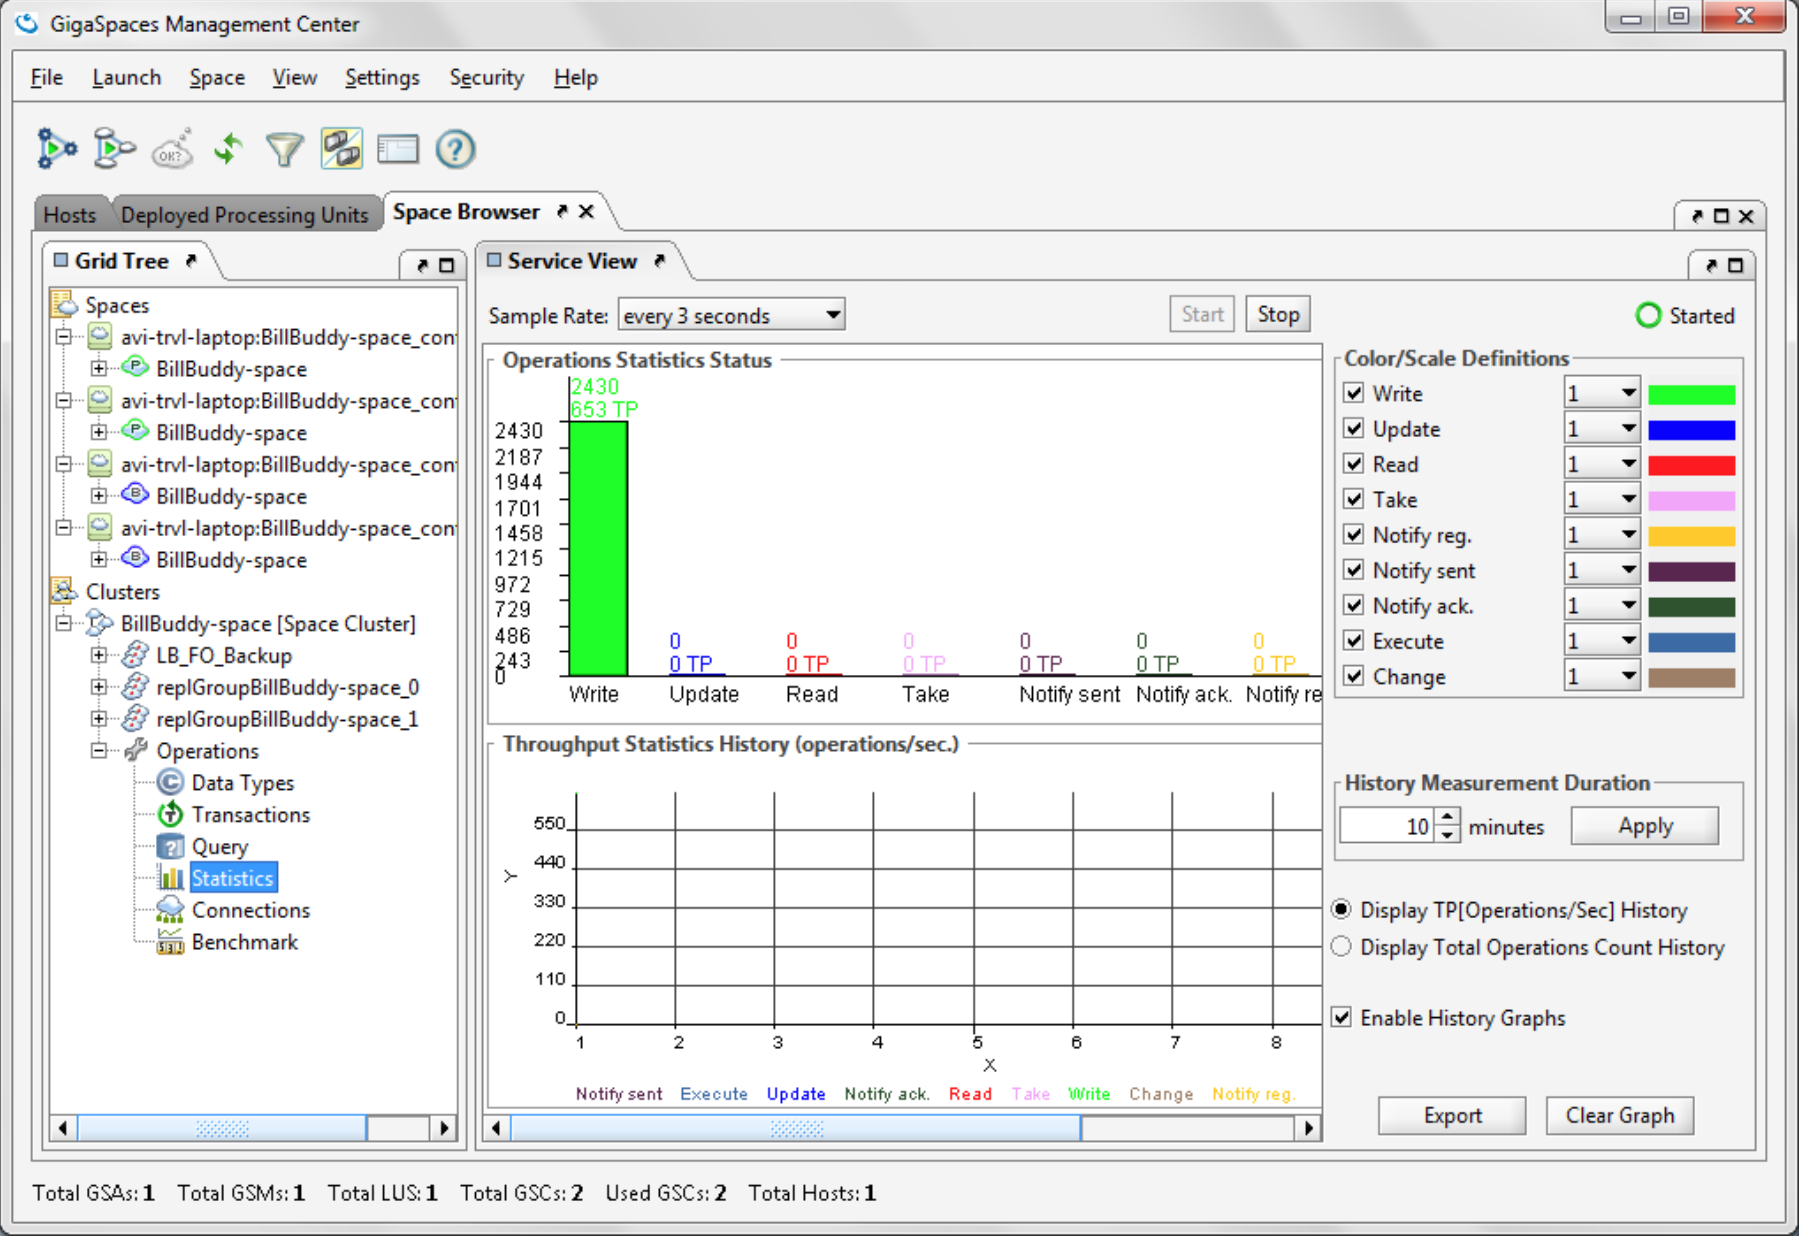 GigaSpaces Management Center
File Launch Space View Settings Security Help
OK?
?
Hosts Deployed Processing Units Space Browser
Grid Tree
Spaces
avi-trvl-laptop:BillBuddy-space_con
P BillBuddy-space
avi-trvl-laptop:BillBuddy-space_con
P BillBuddy-space
avi-trvl-laptop:BillBuddy-space_con
B BillBuddy-space
avi-trvl-laptop:BillBuddy-space_con
B BillBuddy-space
Clusters
BillBuddy-space [Space Cluster]
LB_FO_Backup
replGroupBillBuddy-space_0
replGroupBillBuddy-space_1
Operations
Data Types
Transactions
Query
Statistics
Connections
Benchmark
Service View
Sample Rate: every 3 seconds Start Stop Started
Operations Statistics Status
2430
653 TP
2430
2187
1944
1701
1458
1215
972
729
486
243
0
0 0 0 0 0 0
0 TP 0 TP 0 TP 0 TP 0 TP 0 TP
Write Update Read Take Notify sent Notify ack. Notify re
Throughput Statistics History (operations/sec.)
550
440
330
220
110
0
Y
1 2 3 4 5 6 7 8
X
Notify sent Execute Update Notify ack. Read Take Write Change Notify reg.
Color/Scale Definitions
Write 1
Update 1
Read 1
Take 1
Notify reg. 1
Notify sent 1
Notify ack. 1
Execute 1
Change 1
History Measurement Duration
10 minutes Apply
Display TP[Operations/Sec] History
Display Total Operations Count History
Enable History Graphs
Export Clear Graph
Total GSAs: 1 Total GSMs: 1 Total LUS: 1 Total GSCs: 2 Used GSCs: 2 Total Hosts: 1